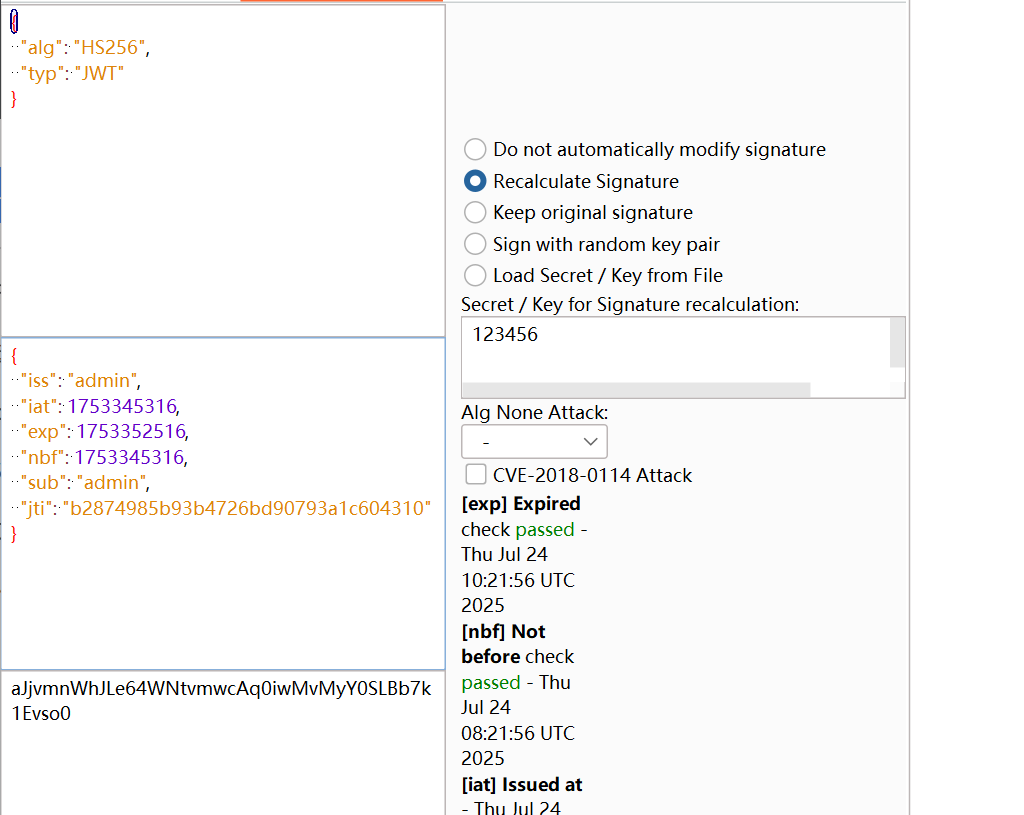 {
"alg": "HS256",
"typ": "JWT"
}
{
"iss": "admin",
"iat": 1753345316,
"exp": 1753352516,
"nbf": 1753345316,
"sub": "admin",
"jti": "b2874985b93b4726bd90793a1c604310"
}
aJjvmnWhJLe64WNtvmwcAq0iwMvMyY0SLBb7k
1Evso0
Do not automatically modify signature
Recalculate Signature
Keep original signature
Sign with random key pair
Load Secret / Key from File
Secret / Key for Signature recalculation:
123456
Alg None Attack:
-
CVE-2018-0114 Attack
[exp] Expired
check passed -
Thu Jul 24
10:21:56 UTC
2025
[nbf] Not
before check
passed - Thu
Jul 24
08:21:56 UTC
2025
[iat] Issued at
- Thu Jul 24